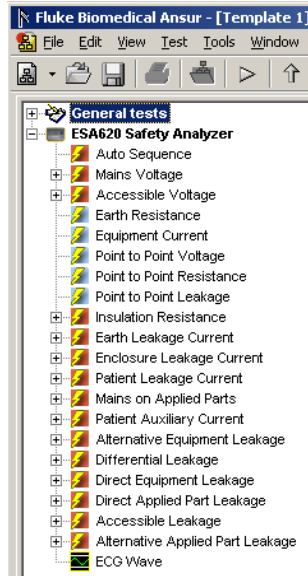 Fluke Biomedical Ansur - [Template 1]
File Edit View Test Tools Window
General tests
ESA620 Safety Analyzer
Auto Sequence
Mains Voltage
Accessible Voltage
Earth Resistance
Equipment Current
Point to Point Voltage
Point to Point Resistance
Point to Point Leakage
Insulation Resistance
Earth Leakage Current
Enclosure Leakage Current
Patient Leakage Current
Mains on Applied Parts
Patient Auxiliary Current
Alternative Equipment Leakage
Differential Leakage
Direct Equipment Leakage
Direct Applied Part Leakage
Accessible Leakage
Alternative Applied Part Leakage
ECG Wave